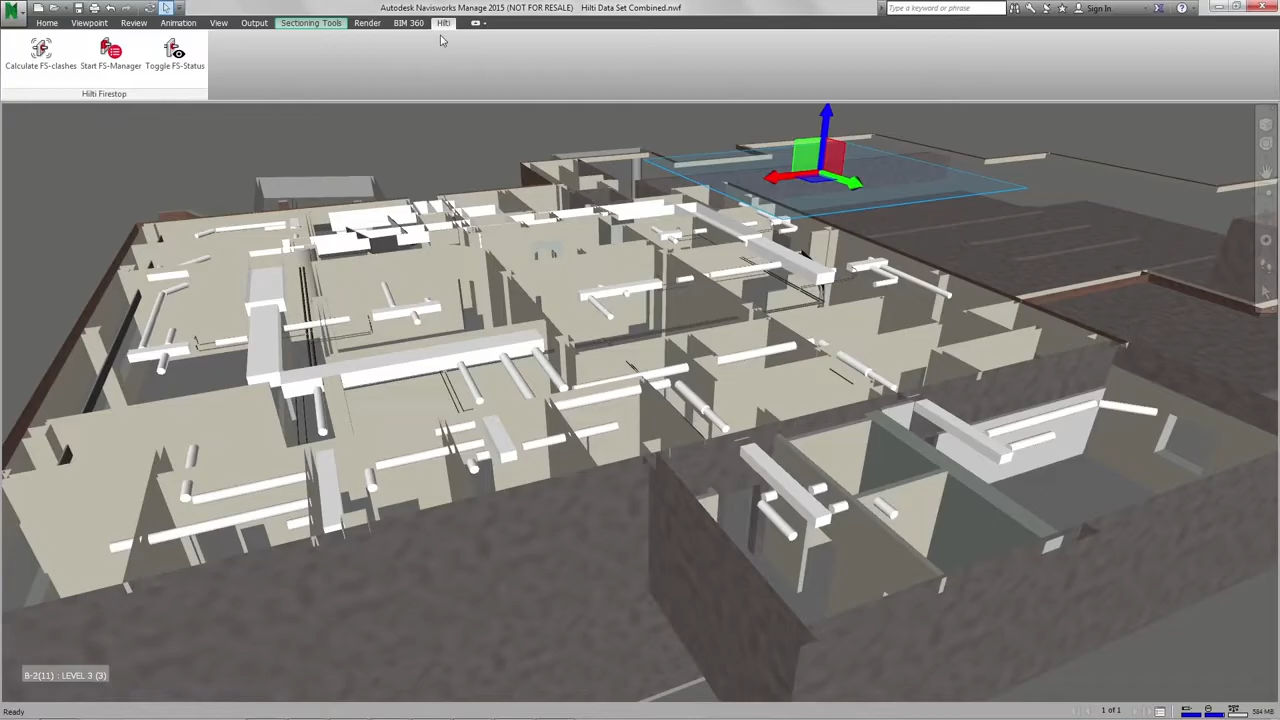 Autodesk Navisworks Manage 2015 (NOT FOR RESALE) Hilti Data Set Combined.nwf
Type a keyword or phrase
Sign In
Home Viewpoint Review Animation View Output Sectioning Tools Render BIM 360 Hilti
Calculate FS-clashes Start FS-Manager Toggle FS-Status
Hilti Firestop
B-2(11) : LEVEL 3 (3)
Ready
1 of 1
584 MB